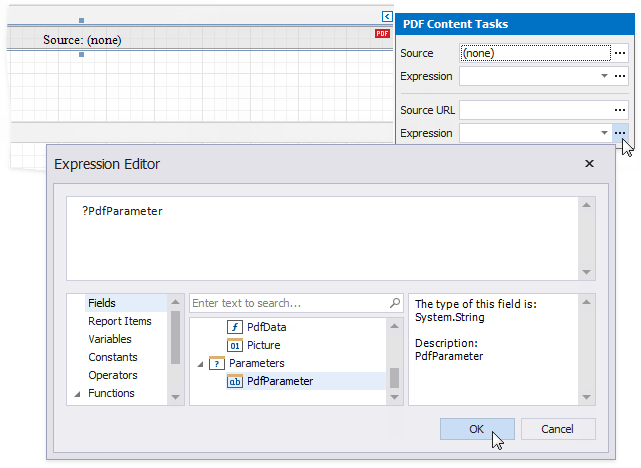 Source: (none)
PDF
PDF Content Tasks
Source
(none)
Expression
Source URL
Expression
Expression Editor
?PdfParameter
Fields
Report Items
Variables
Constants
Operators
Functions
Enter text to search...
f PdfData
01 Picture
? Parameters
ab PdfParameter
The type of this field is:
System.String
Description:
PdfParameter
OK
Cancel